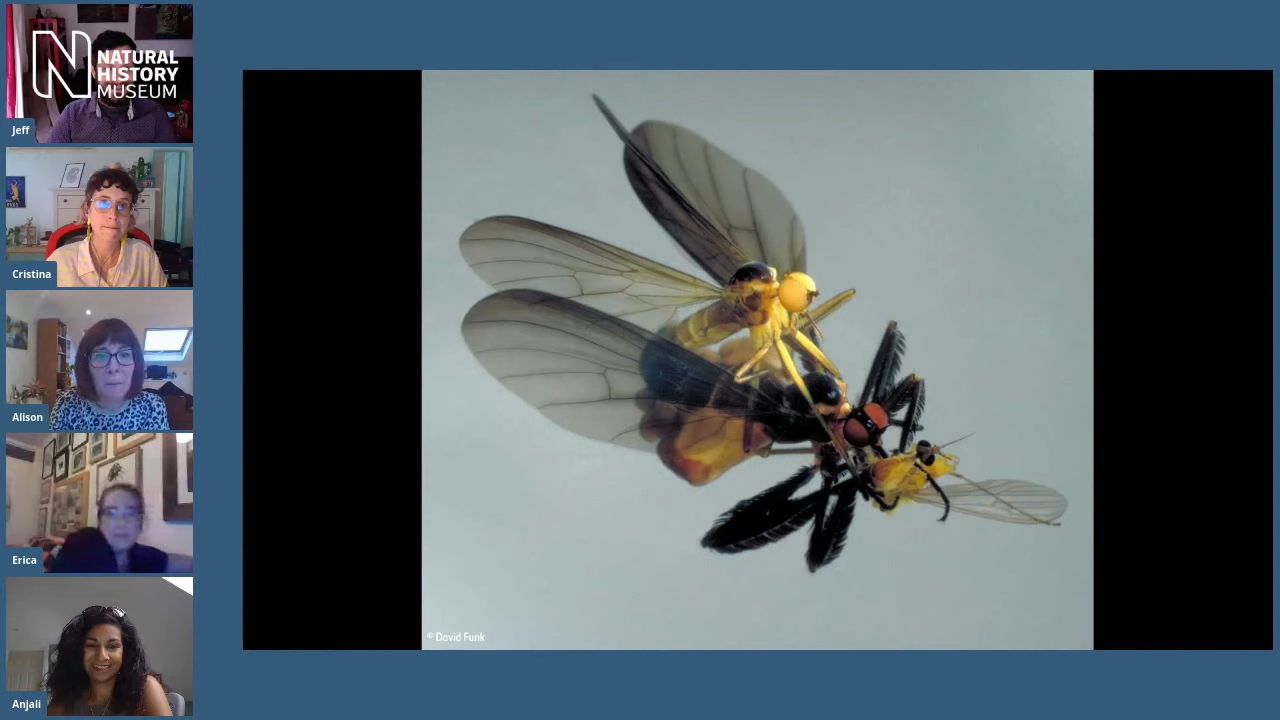 NATURAL
HISTORY
MUSEUM
Jeff
Cristina
Alison
Erica
Anjali
© David Funk